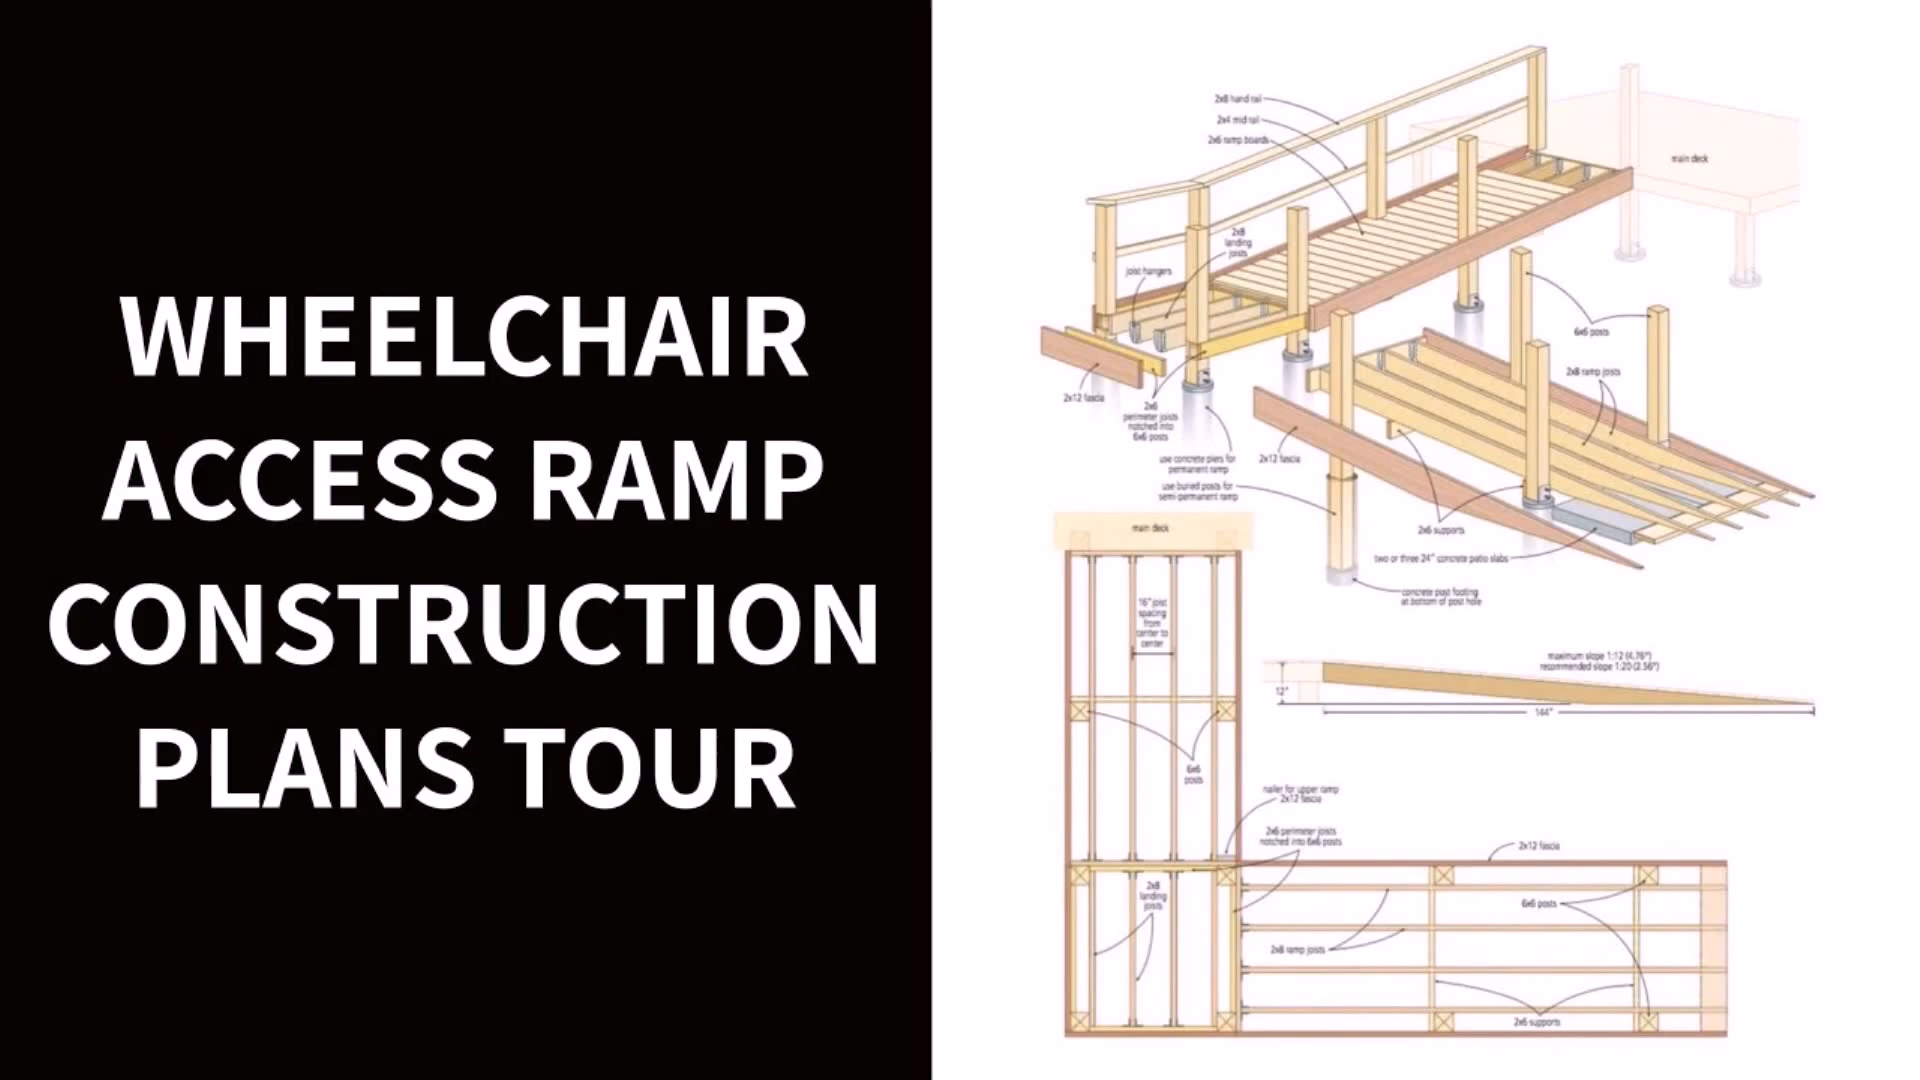 WHEELCHAIR
ACCESS RAMP
CONSTRUCTION
PLANS TOUR
2x8 hand rail
2x4 mid rail
2x6 ramp boards
main deck
2x8
landing
joists
joist hangers
6x6 posts
2x8 ramp joists
2x12 fascia
2x6
perimeter joists
notched into
6x6 posts
use concrete piers for
permanent ramp
2x12 fascia
use buried posts for
semi-permanent ramp
2x6 supports
two or three 24" concrete patio slabs
concrete post footing
at bottom of post hole
main deck
16" joist
spacing
from
center to
center
maximum slope 1:12 (4.76°)
recommended slope 1:20 (2.56°)
12"
144"
6x6
posts
nailer for upper ramp
2x12 fascia
2x6 perimeter joists
notched into 6x6 posts
2x12 fascia
2x8
landing
joists
6x6 posts
2x8 ramp joists
2x6 supports